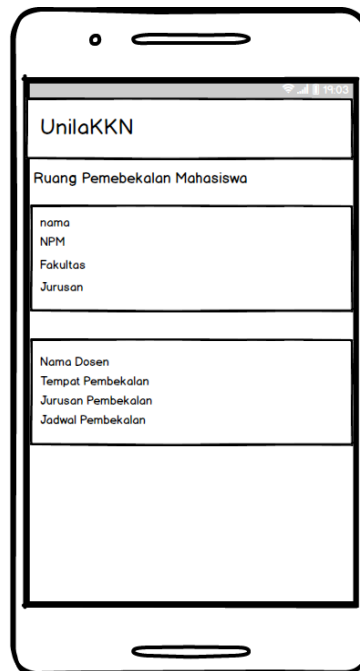 19:03
UnilaKKN
Ruang Pemebekalan Mahasiswa
nama
NPM
Fakultas
Jurusan
Nama Dosen
Tempat Pembekalan
Jurusan Pembekalan
Jadwal Pembekalan